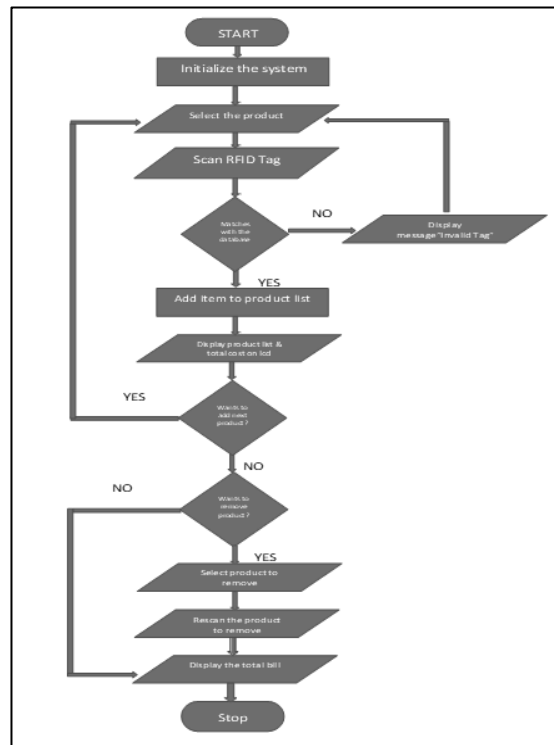 START
Initialize the system
Select the product
Scan RFID Tag
Matches
with the
database
NO
Display
message "Invalid Tag"
YES
Add item to product list
Display product list &
total cost on lcd
YES
Wants to
add next
product?
NO
NO
Wants to
remove
product?
YES
Select product to
remove
Rescan the product
to remove
Display the total bill
Stop